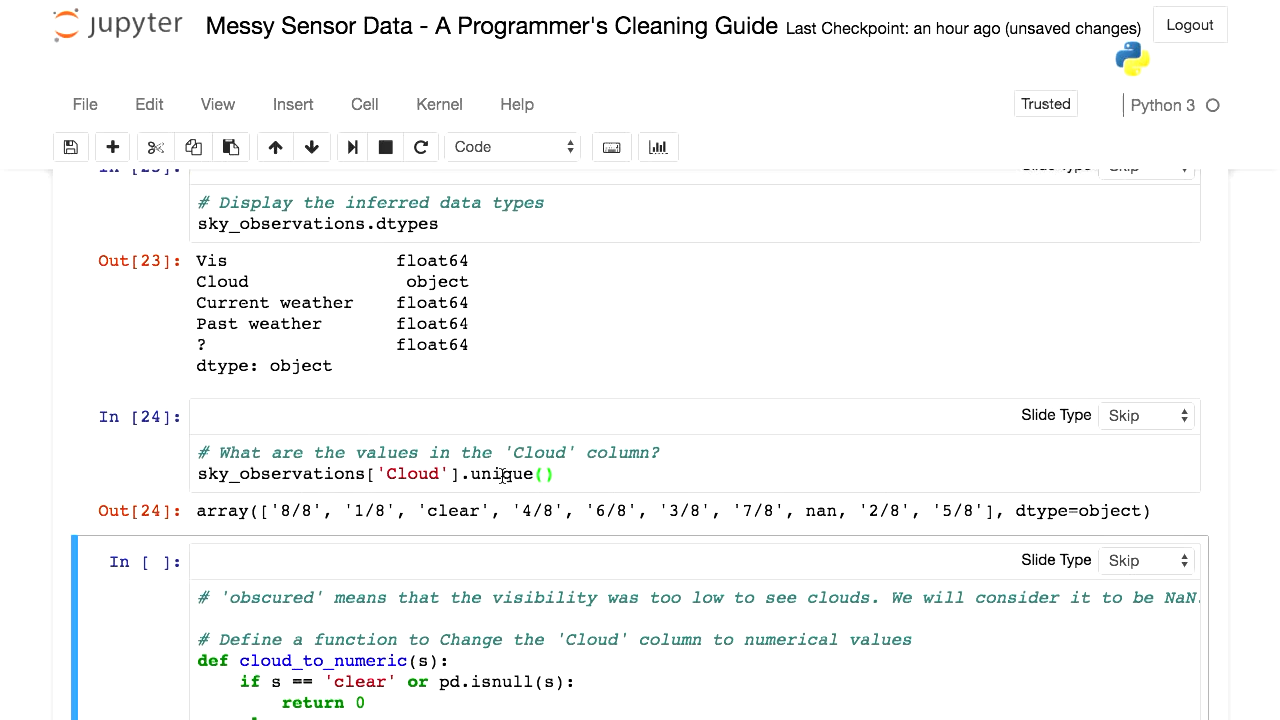 jupyter Messy Sensor Data - A Programmer's Cleaning Guide Last Checkpoint: an hour ago (unsaved changes) Logout
File Edit View Insert Cell Kernel Help Trusted Python 3
Code
In [23]: Slide Type Skip
# Display the inferred data types
sky_observations.dtypes
Out[23]: Vis float64
Cloud object
Current weather float64
Past weather float64
? float64
dtype: object
In [24]: Slide Type Skip
# What are the values in the 'Cloud' column?
sky_observations['Cloud'].unique()
Out[24]: array(['8/8', '1/8', 'clear', '4/8', '6/8', '3/8', '7/8', nan, '2/8', '5/8'], dtype=object)
In [ ]: Slide Type Skip
# 'obscured' means that the visibility was too low to see clouds. We will consider it to be NaN.
# Define a function to Change the 'Cloud' column to numerical values
def cloud_to_numeric(s):
if s == 'clear' or pd.isnull(s):
return 0